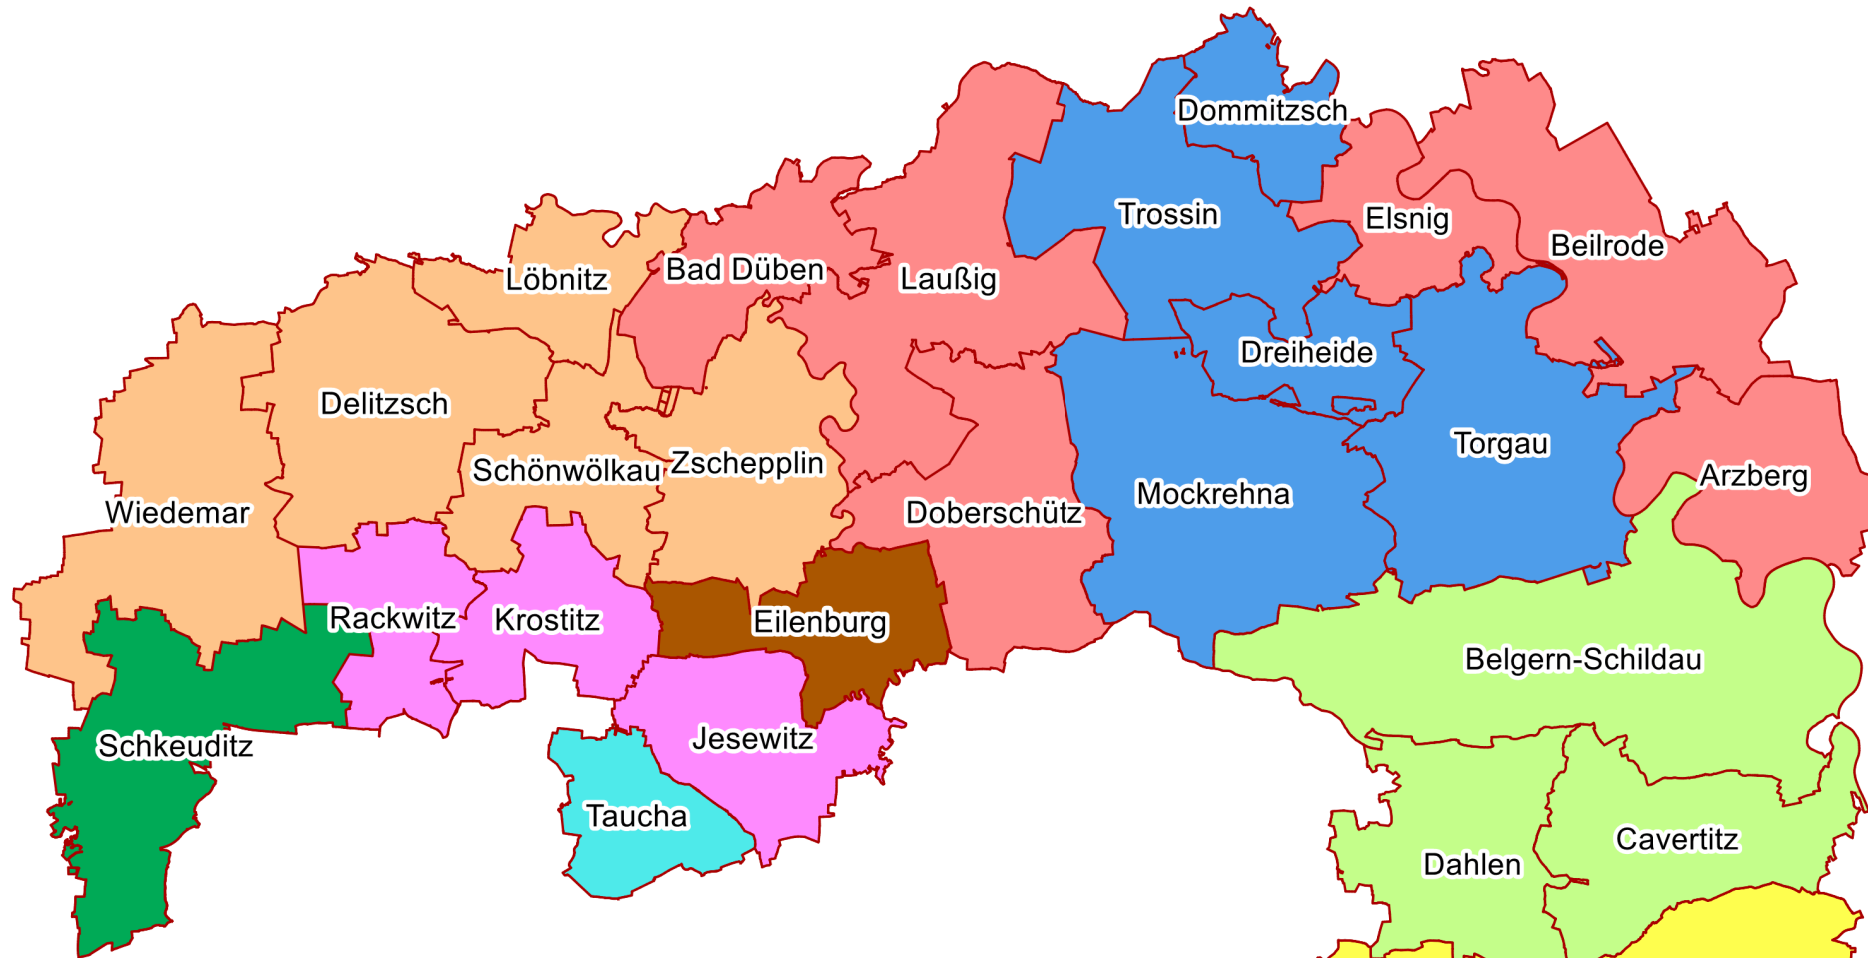 Dommitzsch
Trossin
Elsnig
Beilrode
Löbnitz
Bad Düben
Laußig
Dreiheide
Delitzsch
Torgau
Schönwölkau
Zschepplin
Arzberg
Mockrehna
Wiedemar
Doberschütz
Rackwitz
Krostitz
Eilenburg
Belgern-Schildau
Schkeuditz
Jesewitz
Taucha
Cavertitz
Dahlen